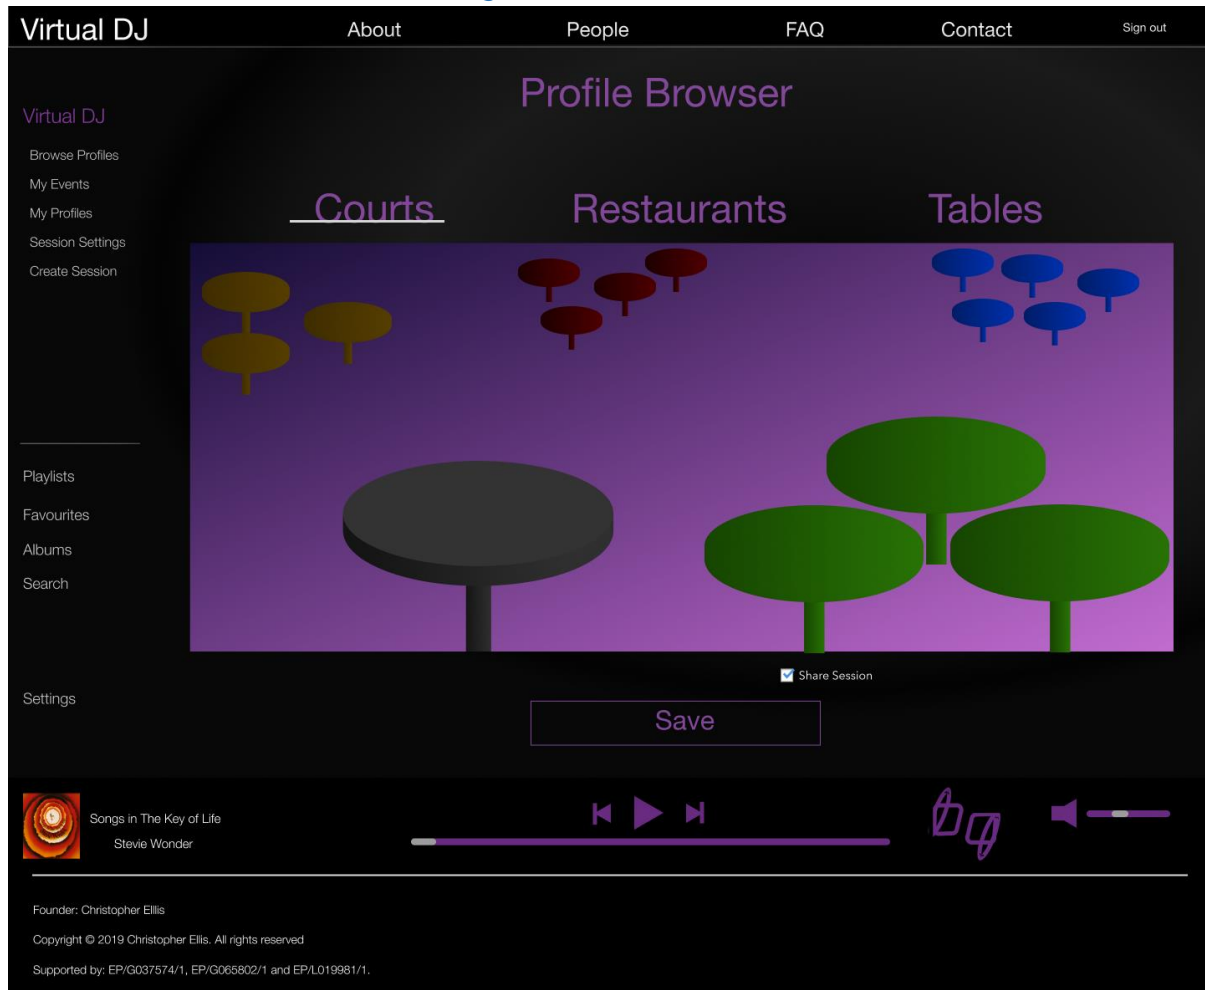 Virtual DJ About People FAQ Contact Sign out
Profile Browser
Virtual DJ
Browse Profiles
My Events
My Profiles
Session Settings
Create Session
Courts Restaurants Tables
Playlists
Favourites
Albums
Search
Settings
Share Session
Save
Songs in The Key of Life
Stevie Wonder
Founder: Christopher Elllis
Copyright © 2019 Christopher Ellis. All rights reserved
Supported by: EP/G037574/1, EP/G065802/1 and EP/L019981/1.